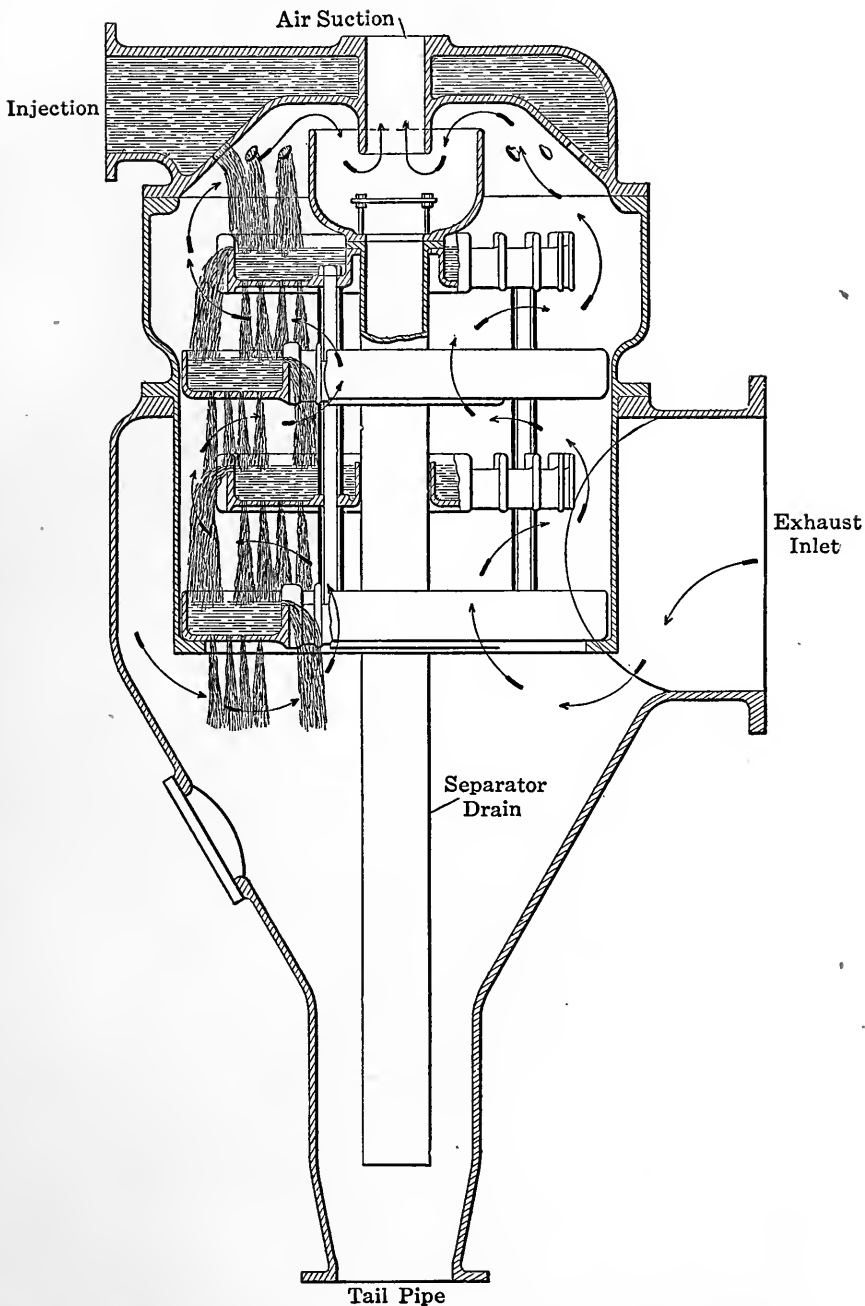 Air Suction
Injection
Exhaust
Inlet
Separator
Drain
Tail Pipe